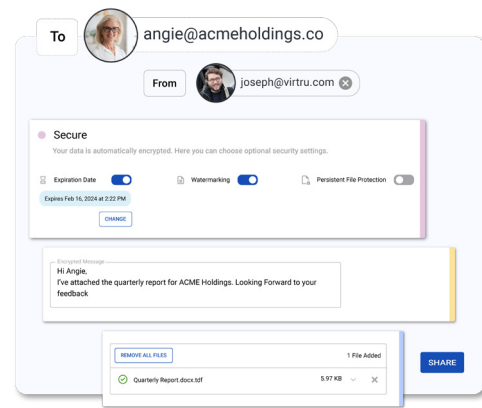 To
angie@acmeholdings.co
From
joseph@virtru.com
Secure
Your data is automatically encrypted. Here you can choose optional security settings.
Expiration Date
Watermarking
Persistent File Protection
Expires Feb 16, 2024 at 2:22 PM
CHANGE
Encrypted Message
Hi Angie,
I've attached the quarterly report for ACME Holdings. Looking Forward to your
feedback
REMOVE ALL FILES
1 File Added
Quarterly Report.docx.tdf
5.97 KB
SHARE